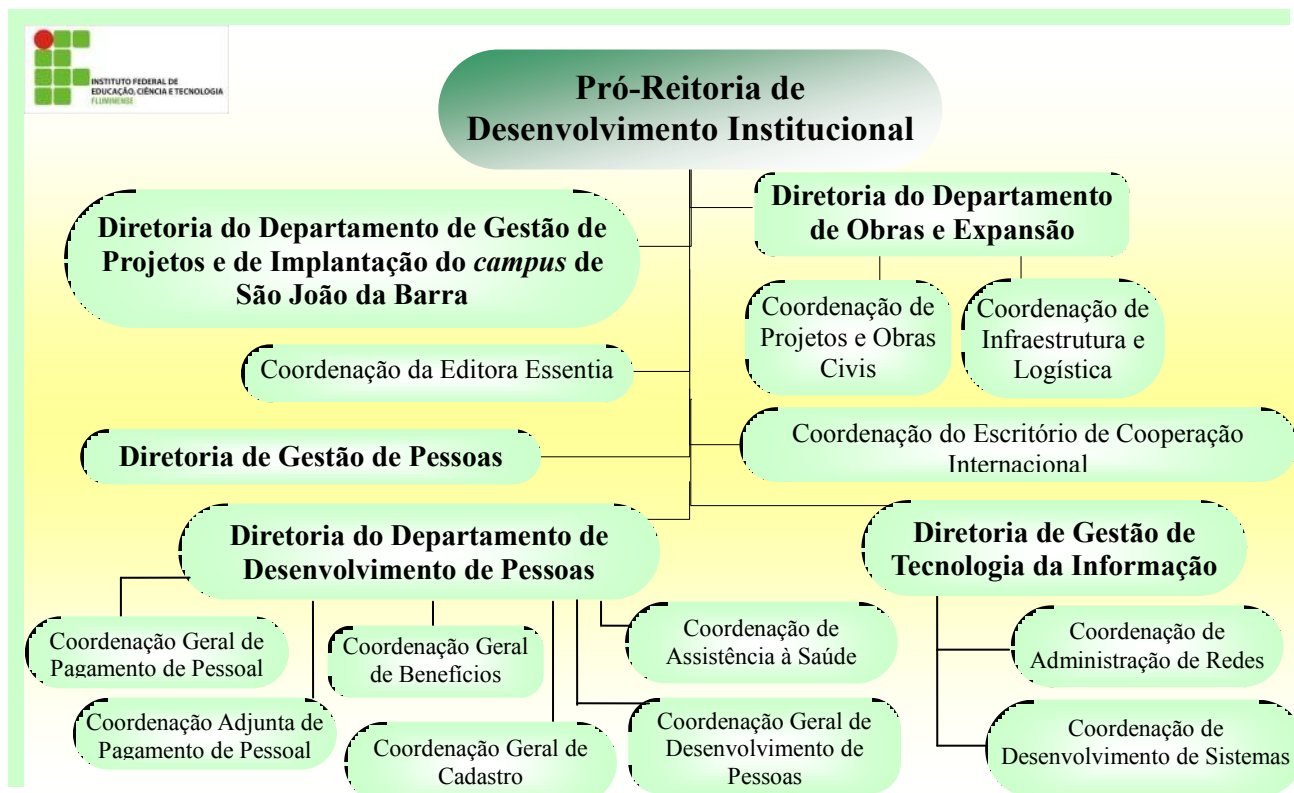 INSTITUTO FEDERAL DE
EDUCAÇÃO, CIÊNCIA E TECNOLOGIA
FLUMINENSE
Pró-Reitoria de
Desenvolvimento Institucional
Diretoria do Departamento de Gestão de
Projetos e de Implantação do campus de
São João da Barra
Diretoria do Departamento
de Obras e Expansão
Coordenação de
Projetos e Obras
Civis
Coordenação de
Infraestrutura e
Logística
Coordenação da Editora Essentia
Coordenação do Escritório de Cooperação
Internacional
Diretoria de Gestão de Pessoas
Diretoria do Departamento de
Desenvolvimento de Pessoas
Diretoria de Gestão de
Tecnologia da Informação
Coordenação Geral de
Pagamento de Pessoal
Coordenação Geral
de Benefícios
Coordenação de
Assistência à Saúde
Coordenação de
Administração de Redes
Coordenação Adjunta de
Pagamento de Pessoal
Coordenação Geral de
Cadastro
Coordenação Geral de
Desenvolvimento de
Pessoas
Coordenação de
Desenvolvimento de Sistemas